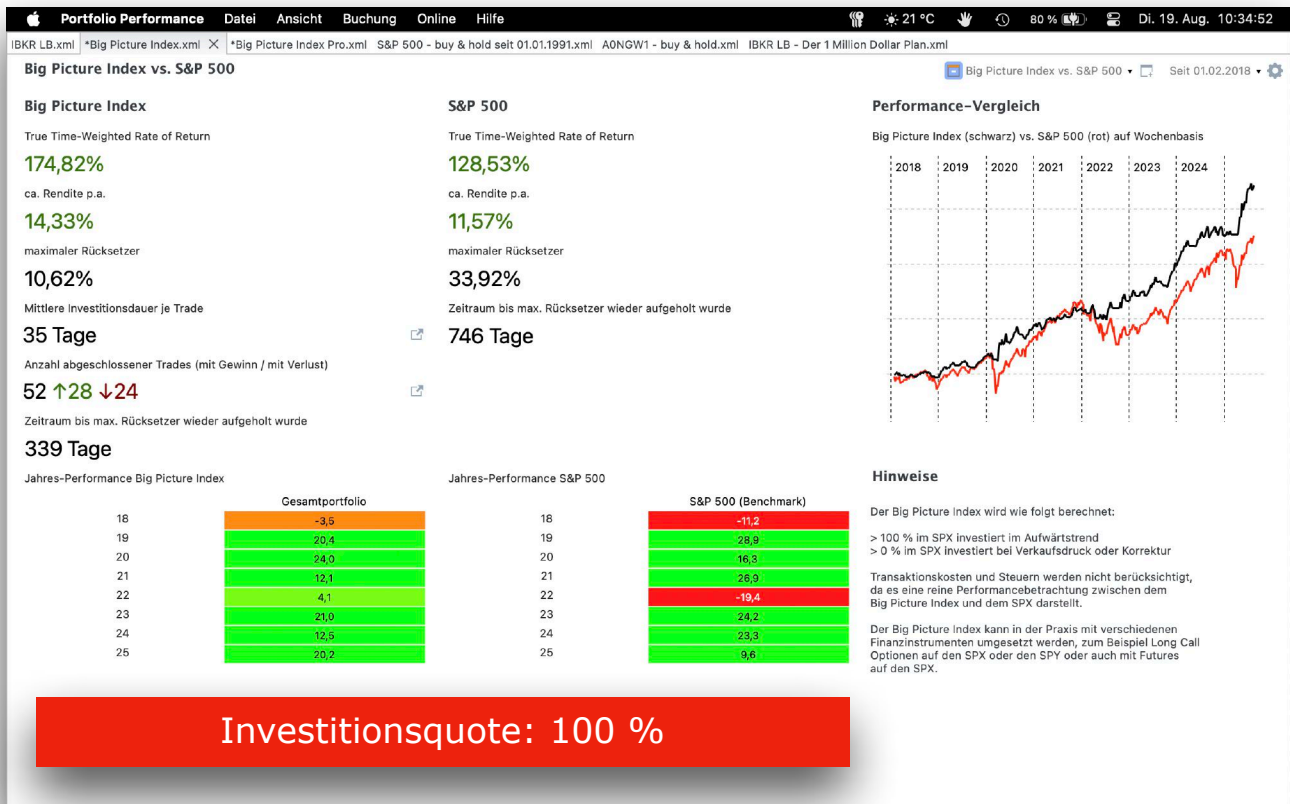 Portfolio Performance Datei Ansicht Buchung Online Hilfe 21 °C 80 % Di. 19. Aug. 10:34:52
IBKR LB.xml *Big Picture Index.xml *Big Picture Index Pro.xml S&P 500 - buy & hold seit 01.01.1991.xml A0NGW1 - buy & hold.xml IBKR LB - Der 1 Million Dollar Plan.xml
Big Picture Index vs. S&P 500
Big Picture Index vs. S&P 500 Seit 01.02.2018
Big Picture Index
True Time-Weighted Rate of Return
174,82%
ca. Rendite p.a.
14,33%
maximaler Rücksetzer
10,62%
Mittlere Investitionsdauer je Trade
35 Tage
Anzahl abgeschlossener Trades (mit Gewinn / mit Verlust)
52 ↑28 ↓24
Zeitraum bis max. Rücksetzer wieder aufgeholt wurde
339 Tage
S&P 500
True Time-Weighted Rate of Return
128,53%
ca. Rendite p.a.
11,57%
maximaler Rücksetzer
33,92%
Zeitraum bis max. Rücksetzer wieder aufgeholt wurde
746 Tage
Performance-Vergleich
Big Picture Index (schwarz) vs. S&P 500 (rot) auf Wochenbasis
2018 2019 2020 2021 2022 2023 2024
Jahres-Performance Big Picture Index
Gesamtportfolio
18 -3,5
19 20,4
20 24,0
21 12,1
22 4,1
23 21,0
24 12,5
25 20,2
Jahres-Performance S&P 500
S&P 500 (Benchmark)
18 -11,2
19 28,9
20 16,3
21 26,9
22 -19,4
23 24,2
24 23,3
25 9,6
Hinweise
Der Big Picture Index wird wie folgt berechnet:
> 100 % im SPX investiert im Aufwärtstrend
> 0 % im SPX investiert bei Verkaufsdruck oder Korrektur
Transaktionskosten und Steuern werden nicht berücksichtigt,
da es eine reine Performancebetrachtung zwischen dem
Big Picture Index und dem SPX darstellt.
Der Big Picture Index kann in der Praxis mit verschiedenen
Finanzinstrumenten umgesetzt werden, zum Beispiel Long Call
Optionen auf den SPX oder den SPY oder auch mit Futures
auf den SPX.
Investitionsquote: 100 %